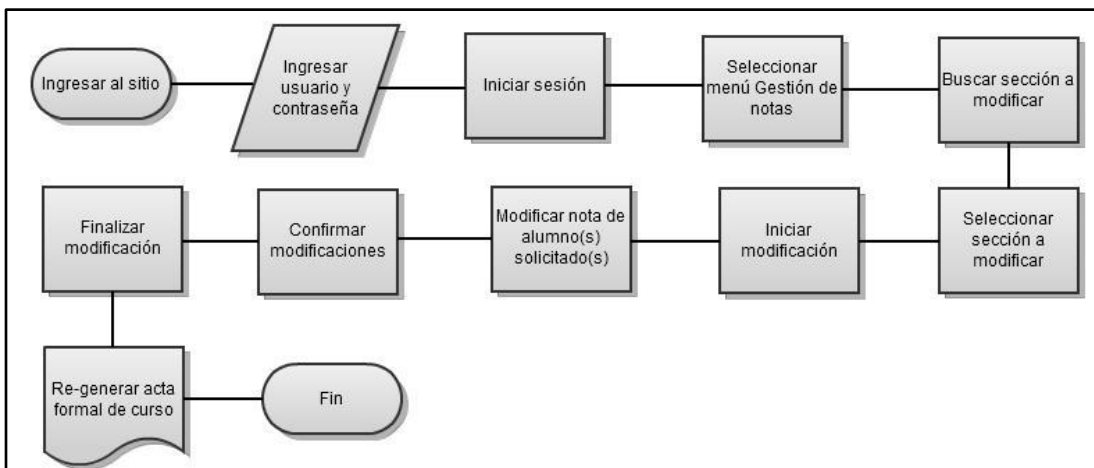 Ingresar al sitio
Ingresar
usuario y
contraseña
Iniciar sesión
Seleccionar
menú Gestión de
notas
Buscar sección a
modificar
Seleccionar
sección a
modificar
Iniciar
modificación
Modificar nota de
alumno(s)
solicitado(s)
Confirmar
modificaciones
Finalizar
modificación
Re-generar acta
formal de curso
Fin